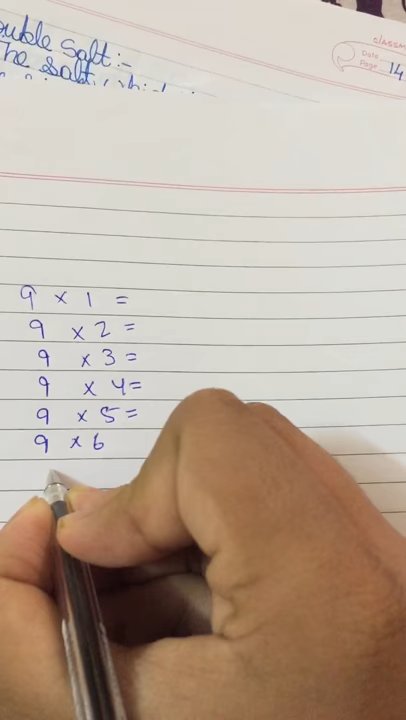 Double Salt:-
The Salt
classmate
Date
Page 14
9 × 1 =
9 × 2 =
9 × 3 =
9 × 4=
9 × 5 =
9 × 6